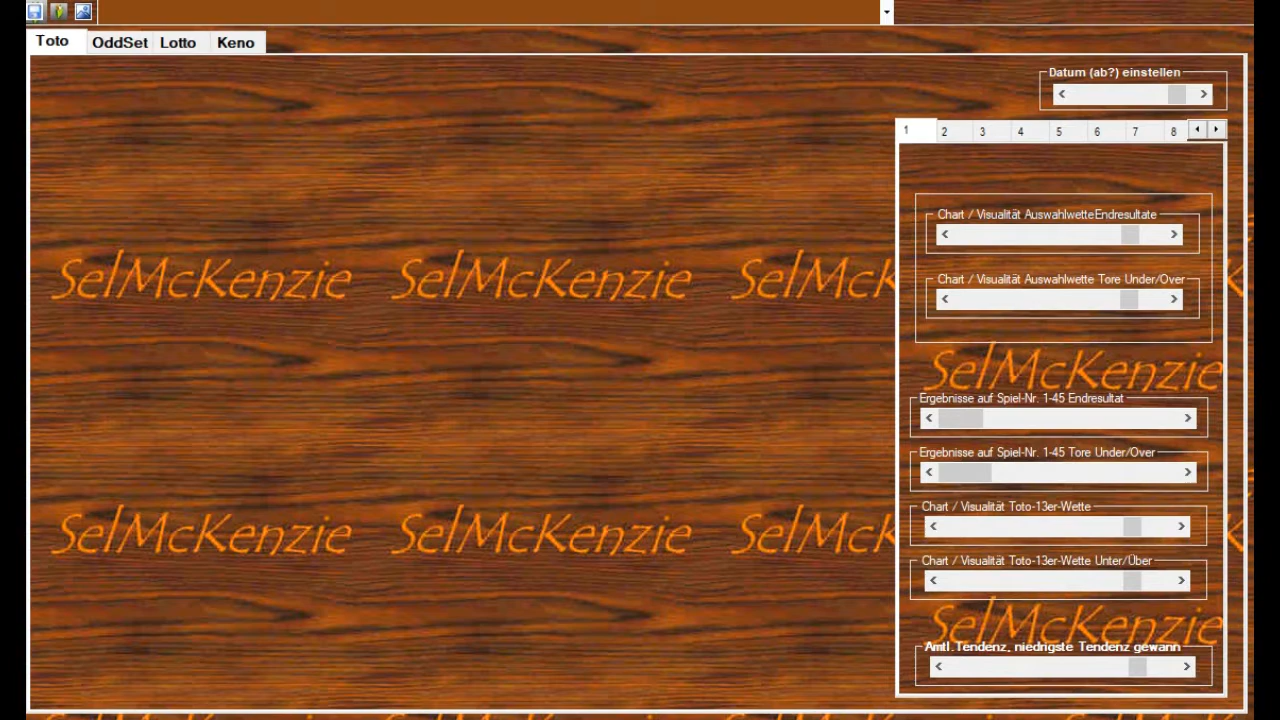 Toto OddSet Lotto Keno
Datum (ab?) einstellen
1 2 3 4 5 6 7 8
Chart / Visualität AuswahlwetteEndresultate
SelMcKenzie SelMcKenzie SelMcK
Chart / Visualität Auswahlwette Tore Under/Over
SelMcKenzie
Ergebnisse auf Spiel-Nr. 1-45 Endresultat
Ergebnisse auf Spiel-Nr. 1-45 Tore Under/Over
Chart / Visualität Toto-13er-Wette
SelMcKenzie SelMcKenzie SelMcK
Chart / Visualität Toto-13er-Wette Unter/Über
SelMcKenzie
Amtl.Tendenz, niedrigste Tendenz gewann